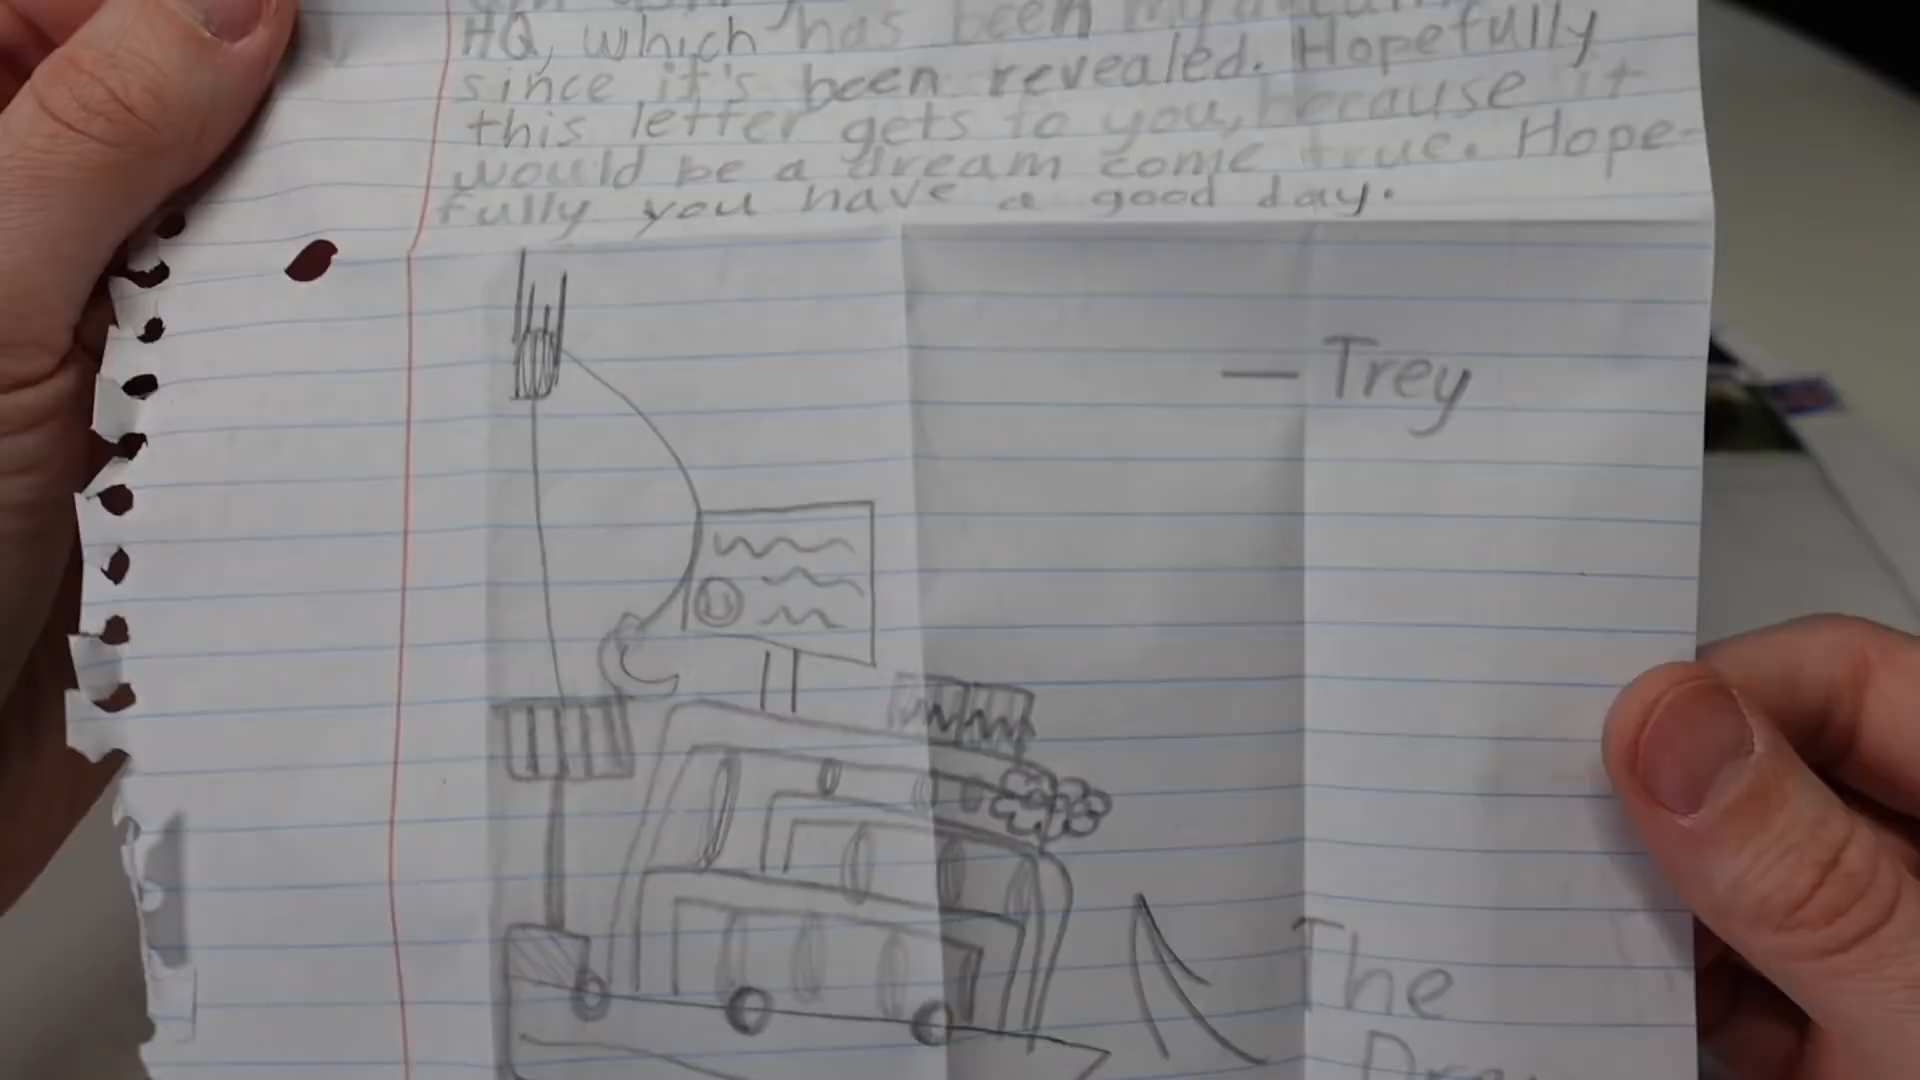 HQ, which has been my
since it's been revealed. Hopefully
this letter gets to you, because it
would be a dream come true. Hope-
fully you have a good day.
— Trey
The